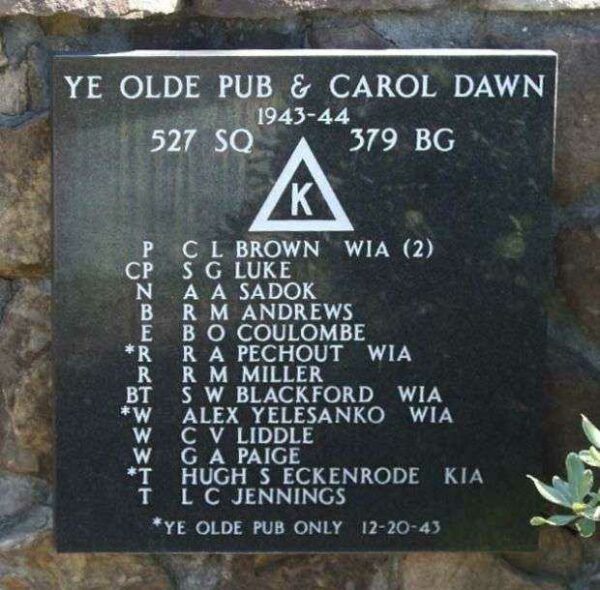 YE OLDE PUB & CAROL DAWN
1943-44
527 SQ 379 BG
K
P C L BROWN WIA (2)
CP S G LUKE
N A A SADOK
B R M ANDREWS
E B O COULOMBE
*R R A PECHOUT WIA
R R M MILLER
BT S W BLACKFORD WIA
*W ALEX YELESANKO WIA
W C V LIDDLE
W G A PAIGE
*T HUGH S ECKENRODE KIA
T L C JENNINGS
*YE OLDE PUB ONLY 12-20-43